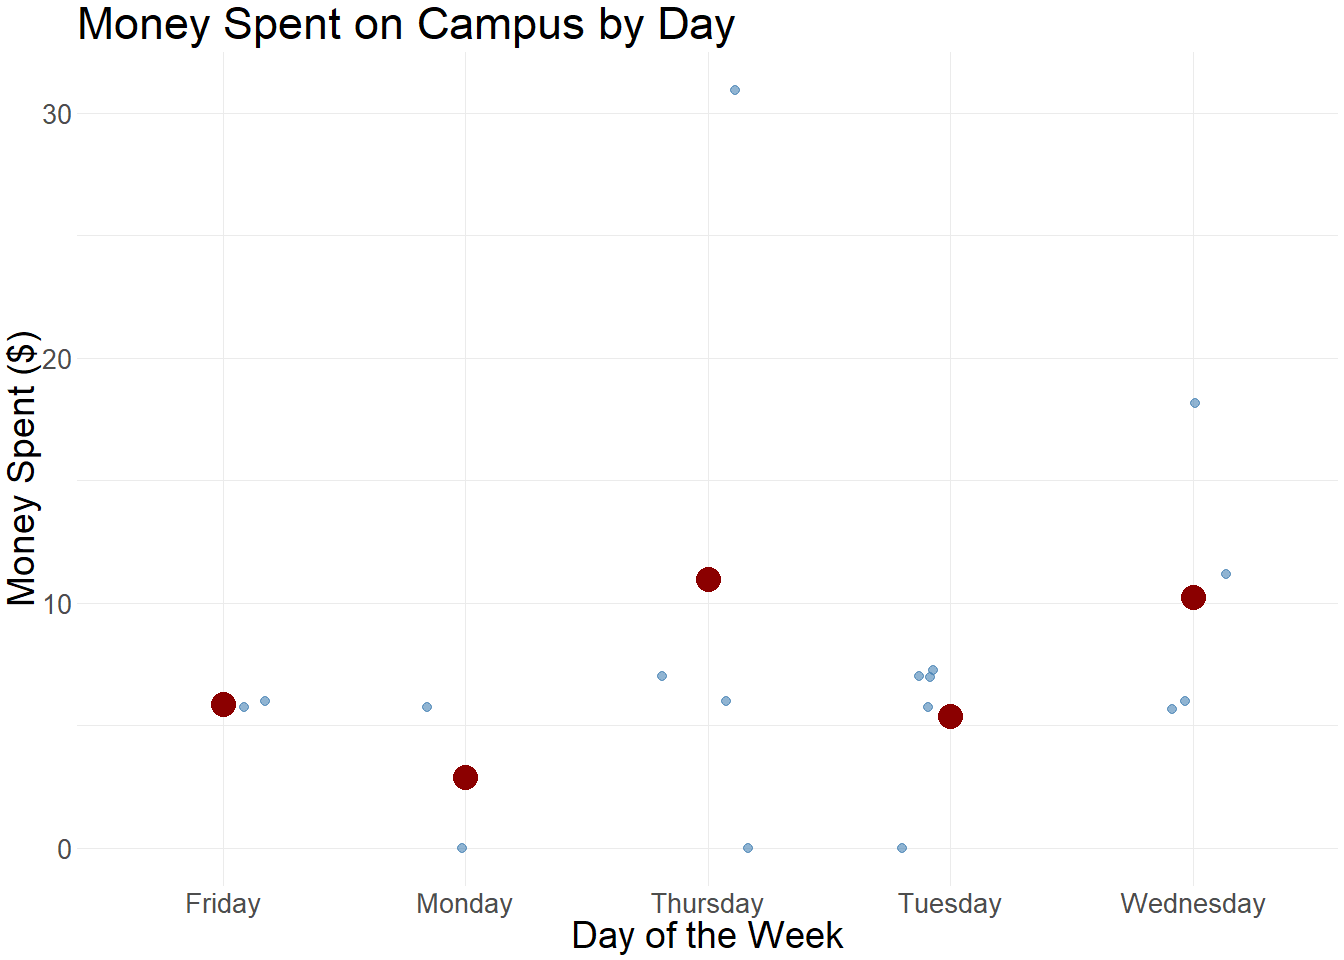 Money Spent on Campus by Day
Money Spent ($)
30
20
10
0
Friday Monday Thursday Tuesday Wednesday
Day of the Week